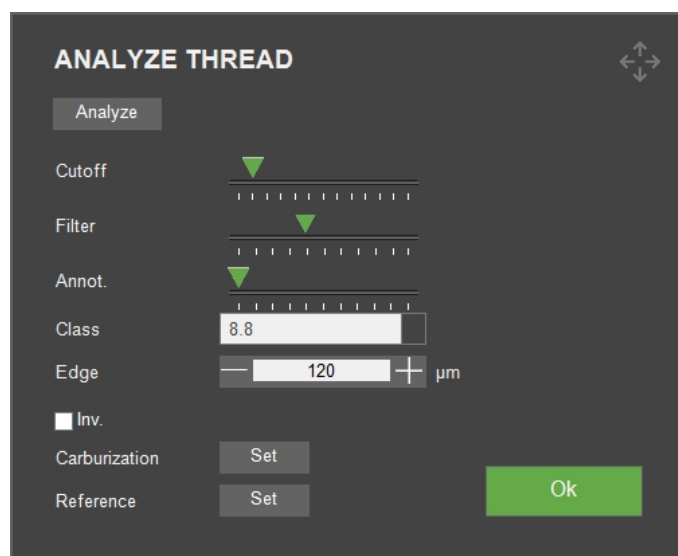 ANALYZE THREAD
Analyze
Cutoff
Filter
Annot.
Class 8.8
Edge 120 µm
Inv.
Carburization Set
Reference Set
Ok